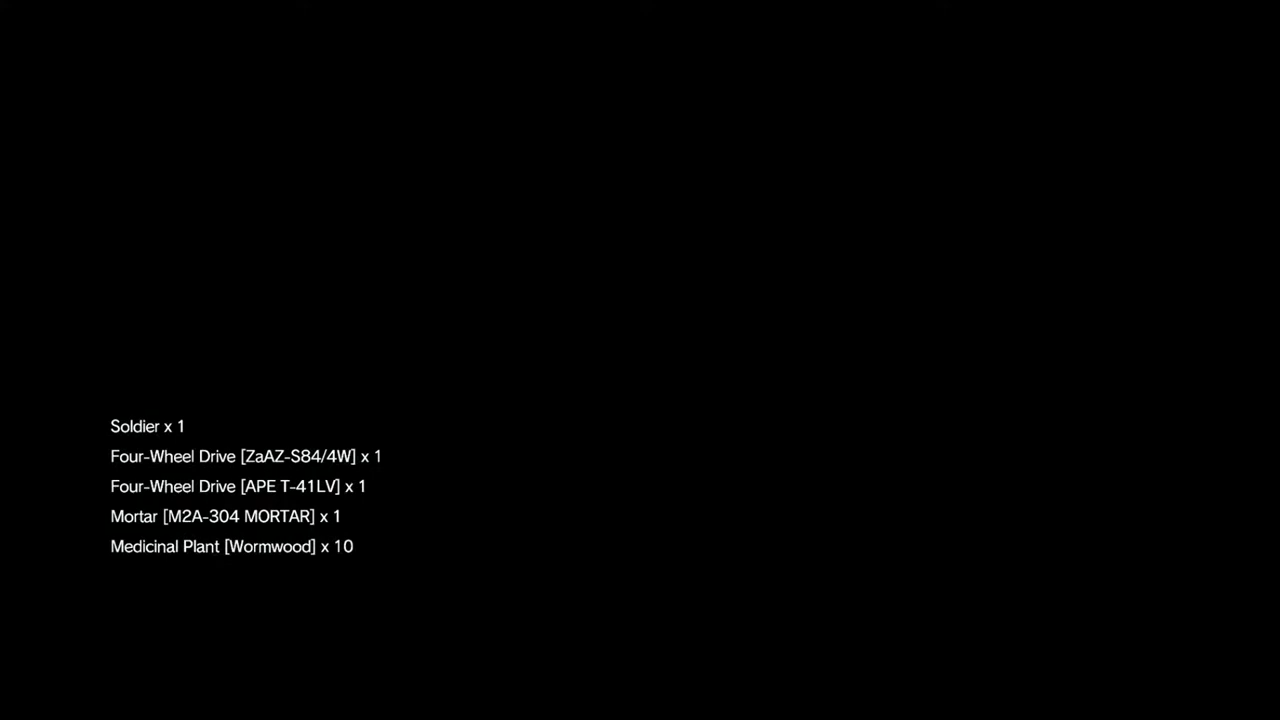 Soldier x 1
Four-Wheel Drive [ZaAZ-S84/4W] x 1
Four-Wheel Drive [APE T-41LV] x 1
Mortar [M2A-304 MORTAR] x 1
Medicinal Plant [Wormwood] x 10